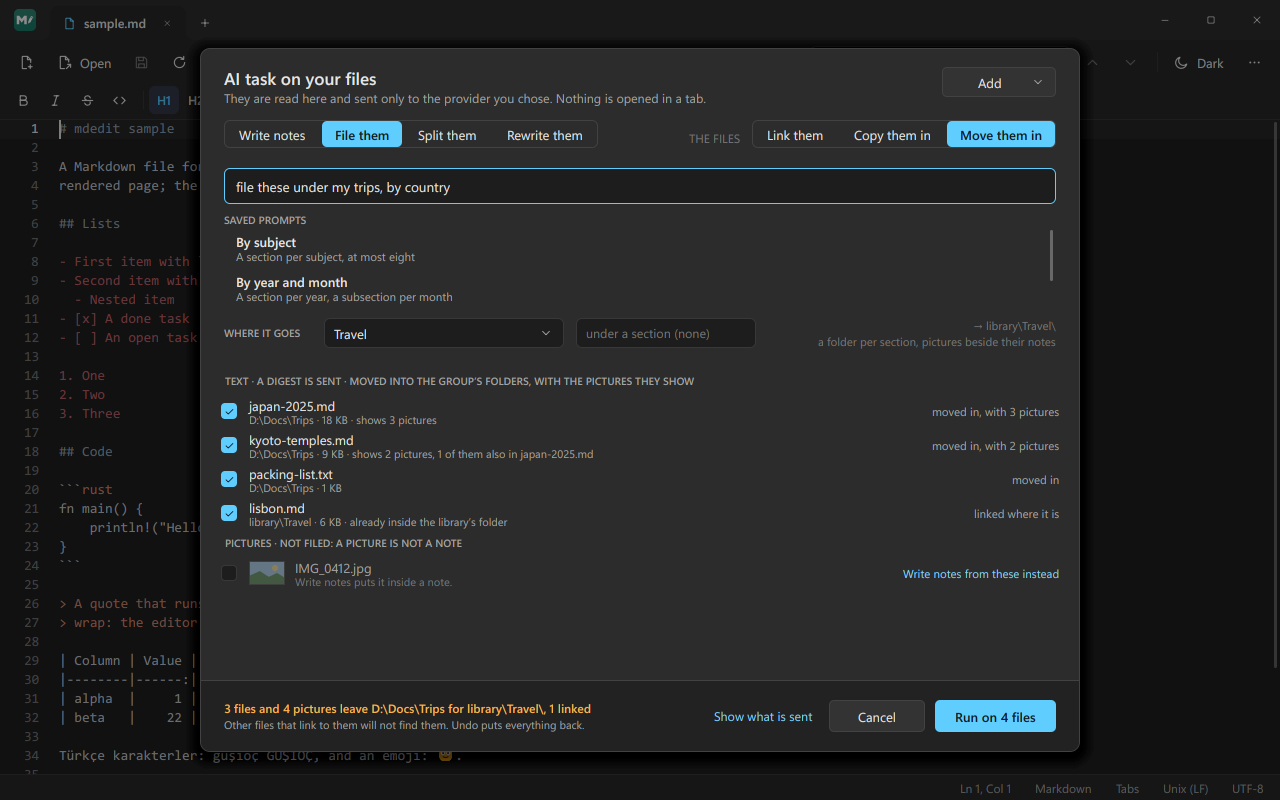 M
sample.md
Open
Dark
B I S <> H1 H2
AI task on your files
Add
They are read here and sent only to the provider you chose. Nothing is opened in a tab.
Write notes File them Split them Rewrite them
THE FILES Link them Copy them in Move them in
file these under my trips, by country
SAVED PROMPTS
By subject
A section per subject, at most eight
By year and month
A section per year, a subsection per month
WHERE IT GOES Travel under a section (none)
→ library\Travel\
a folder per section, pictures beside their notes
TEXT · A DIGEST IS SENT · MOVED INTO THE GROUP'S FOLDERS, WITH THE PICTURES THEY SHOW
japan-2025.md
D:\Docs\Trips · 18 KB · shows 3 pictures
moved in, with 3 pictures
kyoto-temples.md
D:\Docs\Trips · 9 KB · shows 2 pictures, 1 of them also in japan-2025.md
moved in, with 2 pictures
packing-list.txt
D:\Docs\Trips · 1 KB
moved in
lisbon.md
library\Travel · 6 KB · already inside the library's folder
linked where it is
PICTURES · NOT FILED: A PICTURE IS NOT A NOTE
IMG_0412.jpg
Write notes puts it inside a note.
Write notes from these instead
3 files and 4 pictures leave D:\Docs\Trips for library\Travel\, 1 linked
Other files that link to them will not find them. Undo puts everything back.
Show what is sent
Cancel
Run on 4 files
1 # mdedit sample
2
3 A Markdown file for
4 rendered page; the
5
6 ## Lists
7
8 - First item with
9 - Second item with
10 - Nested item
11 - [x] A done task
12 - [ ] An open task
13
14 1. One
15 2. Two
16 3. Three
17
18 ## Code
19
20 ```rust
21 fn main() {
22 println!("Hello
23 }
24 ```
25
26 > A quote that runs
27 > wrap: the editor
28
29 | Column | Value |
30 |--------|------:|
31 | alpha | 1 |
32 | beta | 22 |
33
34 Türkçe karakterler: ğüşıöç ĞÜŞİÖÇ, and an emoji: 🙂.
35
Ln 1, Col 1 Markdown Tabs Unix (LF) UTF-8